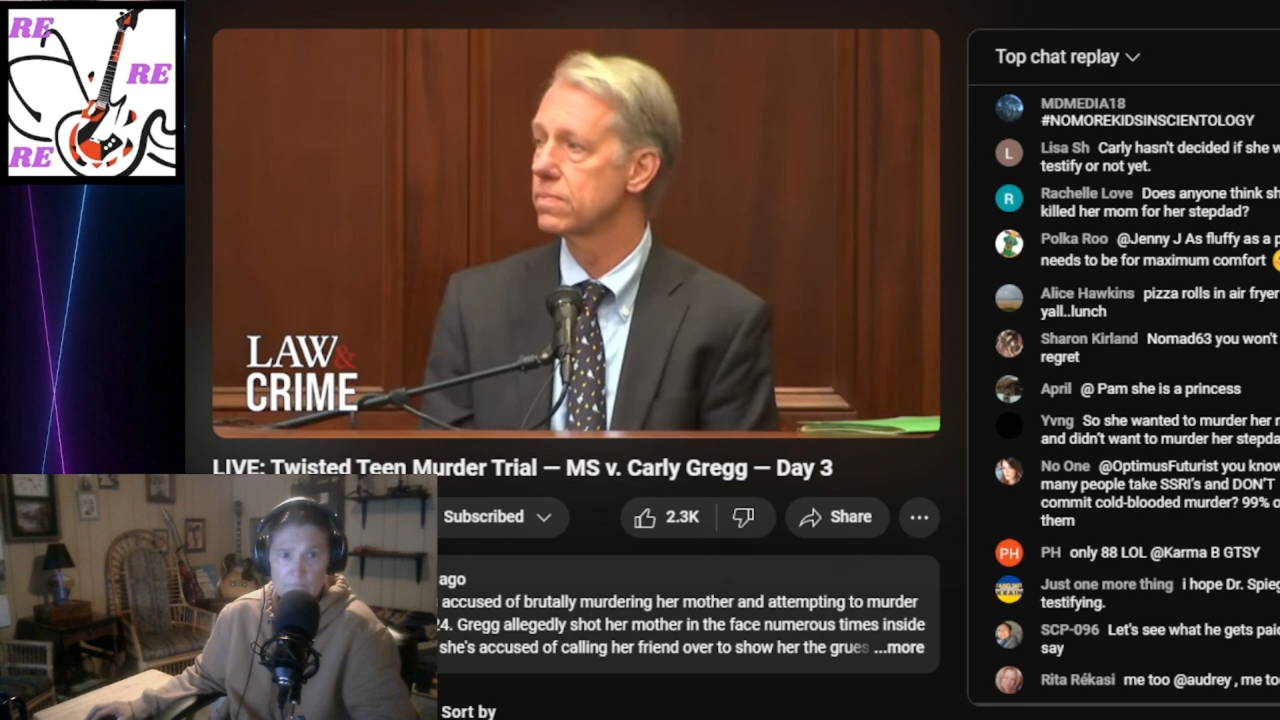 RE
RE
RE
LAW&
CRIME
LIVE: Twisted Teen Murder Trial — MS v. Carly Gregg — Day 3
Subscribed
2.3K
Share
ago
accused of brutally murdering her mother and attempting to murder
24. Gregg allegedly shot her mother in the face numerous times inside
she's accused of calling her friend over to show her the grues ...more
Sort by
Top chat replay
MDMEDIA18
#NOMOREKIDSINSCIENTOLOGY
L
Lisa Sh Carly hasn't decided if she w
testify or not yet.
R
Rachelle Love Does anyone think sh
killed her mom for her stepdad?
Polka Roo @Jenny J As fluffy as a p
needs to be for maximum comfort
Alice Hawkins pizza rolls in air fryer
yall..lunch
Sharon Kirland Nomad63 you won't
regret
April @ Pam she is a princess
Yvng So she wanted to murder her m
and didn't want to murder her stepda
No One @OptimusFuturist you know
many people take SSRI's and DON'T
commit cold-blooded murder? 99% o
them
PH
PH only 88 LOL @Karma B GTSY
Just one more thing i hope Dr. Spieg
testifying.
SCP-096 Let's see what he gets paid
say
Rita Rékasi me too @audrey , me too